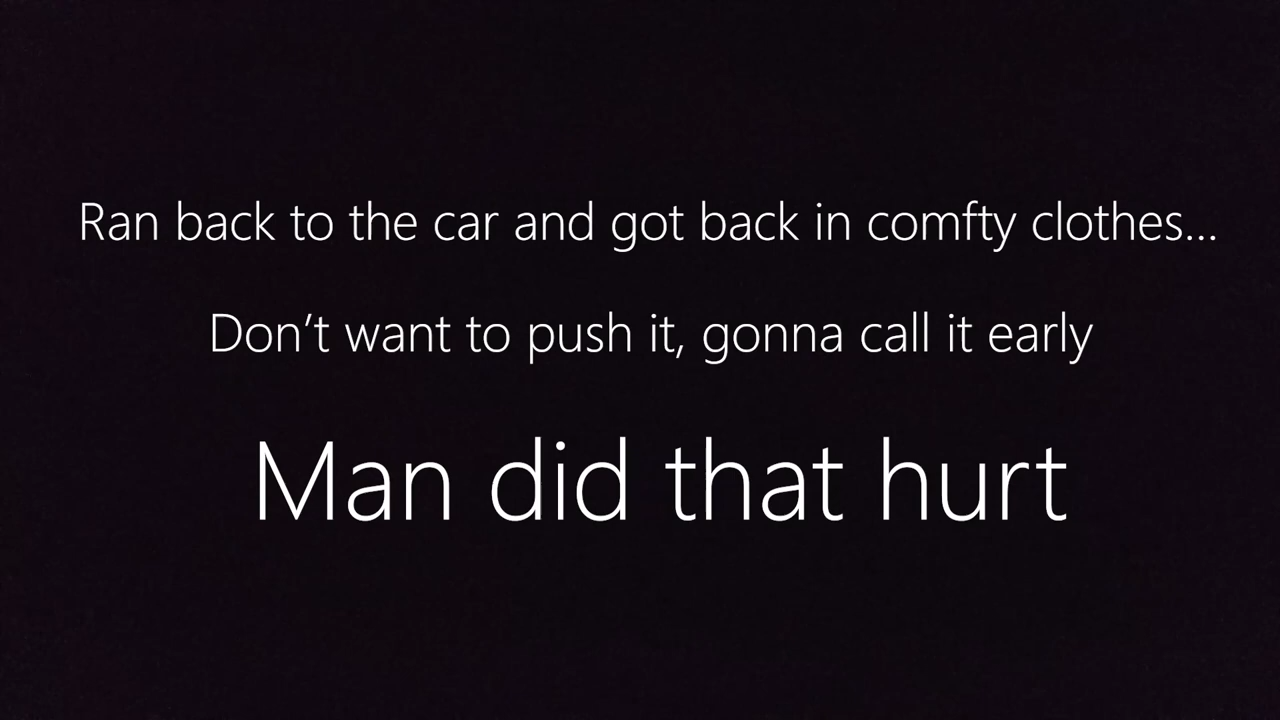 Ran back to the car and got back in comfty clothes...
Don’t want to push it, gonna call it early
Man did that hurt